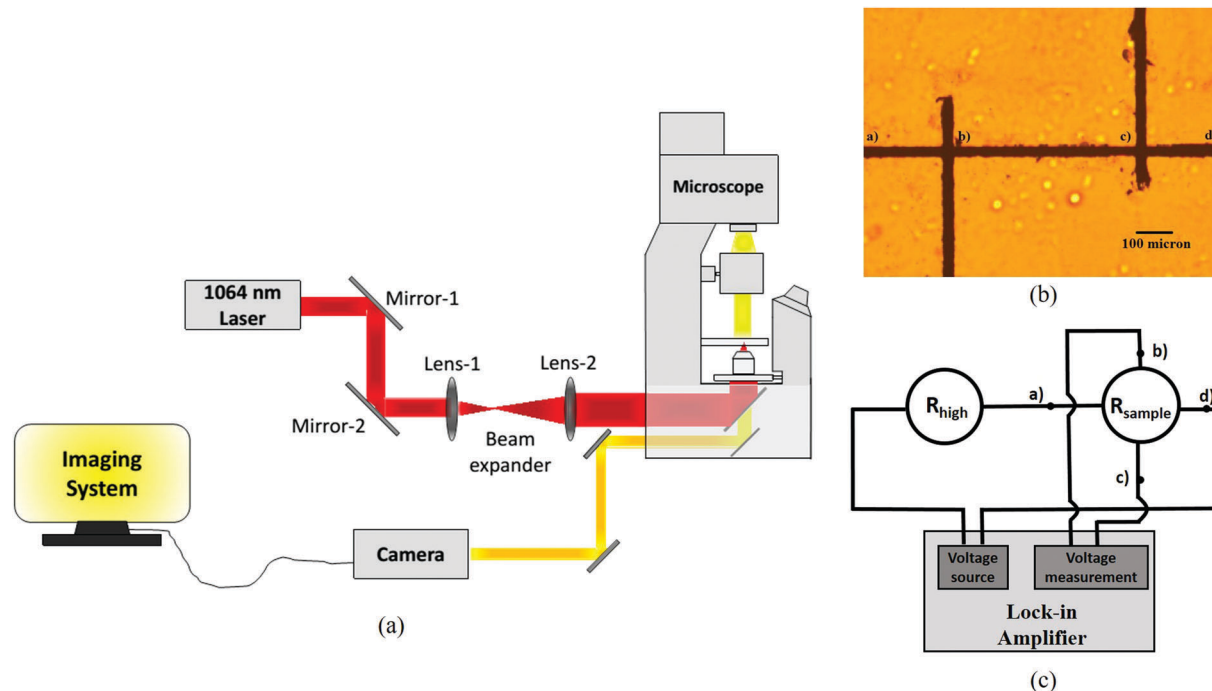 1064 nm
Laser
Mirror-1
Mirror-2
Lens-1
Lens-2
Beam
expander
Microscope
Imaging
System
Camera
(a)
a)
b)
c)
d
100 micron
(b)
R high
a)
b)
R sample
d)
c)
Voltage
source
Voltage
measurement
Lock-in
Amplifier
(c)